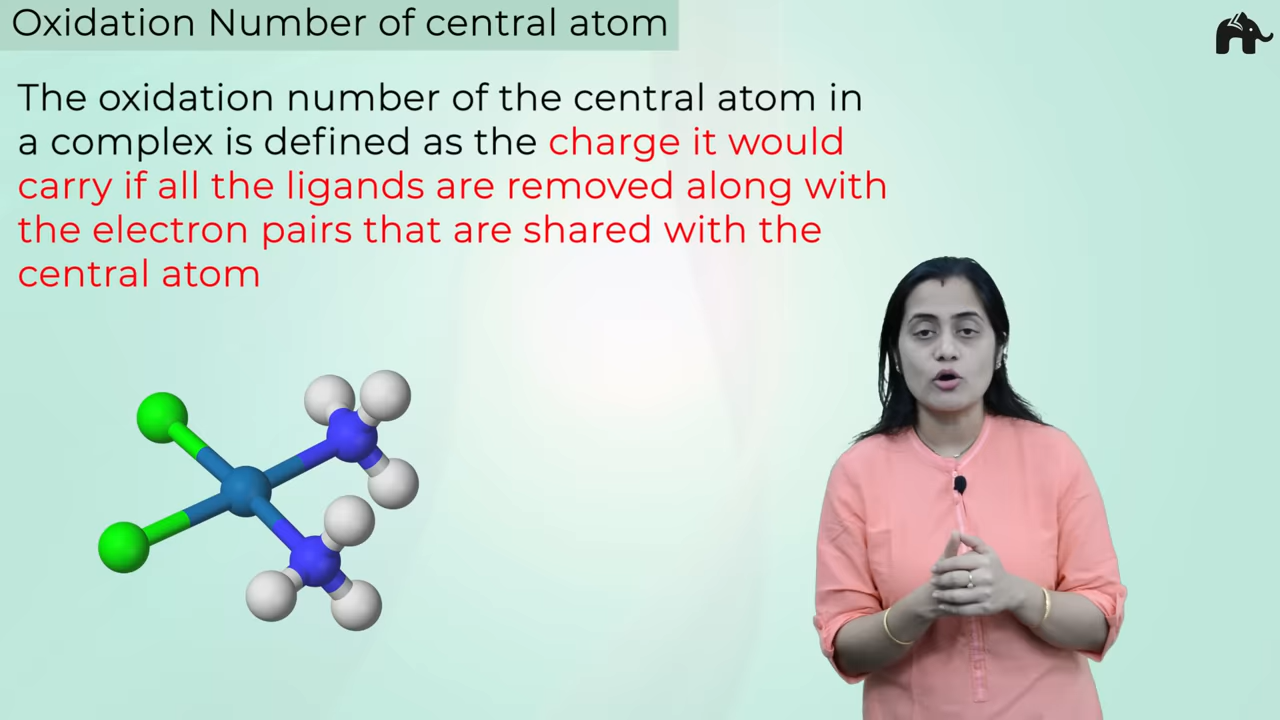 Oxidation Number of central atom
The oxidation number of the central atom in
a complex is defined as the charge it would
carry if all the ligands are removed along with
the electron pairs that are shared with the
central atom